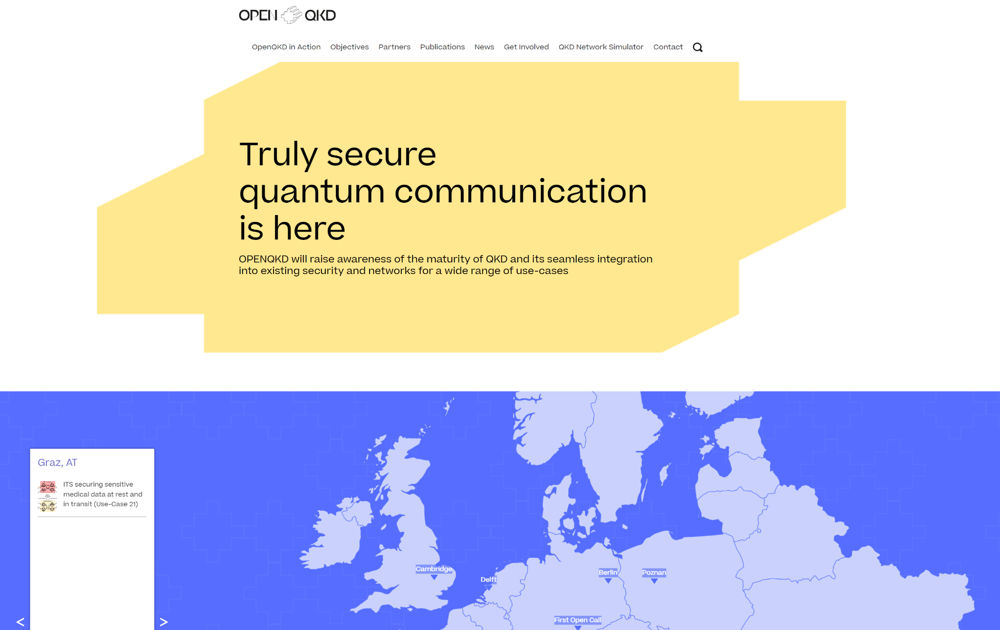 OPEN QKD
OpenQKD in Action Objectives Partners Publications News Get Involved QKD Network Simulator Contact
Truly secure
quantum communication
is here
OPENQKD will raise awareness of the maturity of QKD and its seamless integration
into existing security and networks for a wide range of use-cases
Graz, AT
ITS securing sensitive
medical data at rest and
in transit (Use-Case 21)
Cambridge
Delft
Berlin
Poznan
First Open Call
< >